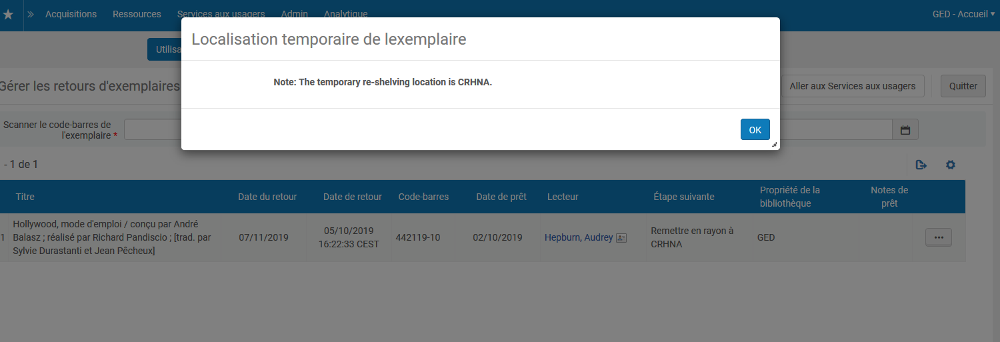 Acquisitions Ressources Services aux usagers Admin Analytique GED - Accueil
Localisation temporaire de lexemplaire
Note: The temporary re-shelving location is CRHNA.
OK
Utilisa
Gérer les retours d'exemplaires Aller aux Services aux usagers Quitter
Scanner le code-barres de
l'exemplaire *
- 1 de 1
Titre Date du retour Date de retour Code-barres Date de prêt Lecteur Étape suivante Propriété de la
bibliothèque Notes de
prêt
Hollywood, mode d'emploi / conçu par André
1 Balasz ; réalisé par Richard Pandiscio ; [trad. par
Sylvie Durastanti et Jean Pêcheux]
07/11/2019
05/10/2019
16:22:33 CEST
442119-10
02/10/2019
Hepburn, Audrey
Remettre en rayon à
CRHNA
GED